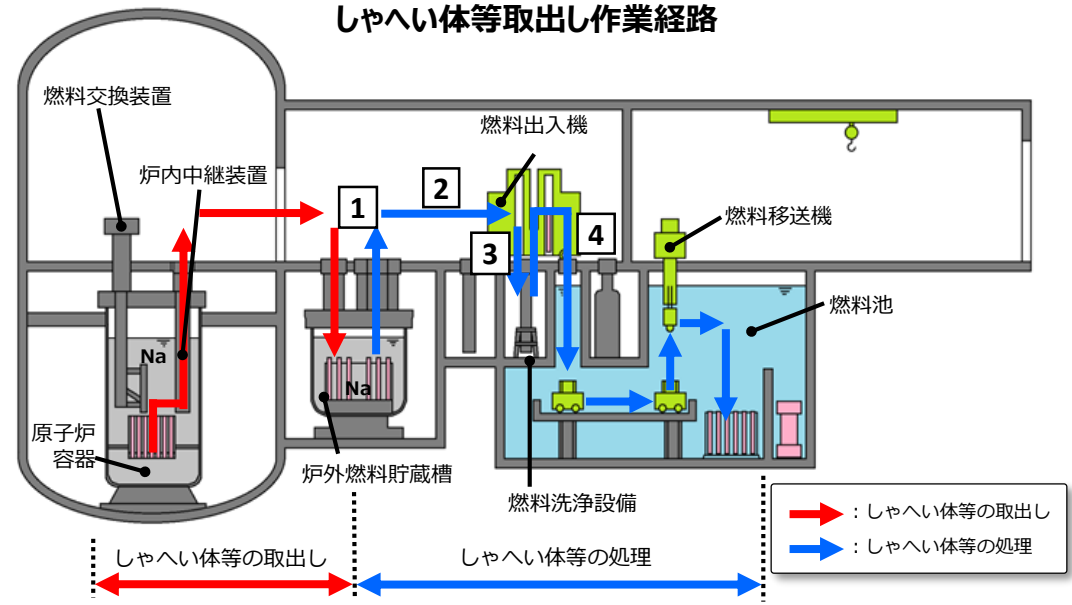 しゃへい体等取出し作業経路
燃料交換装置
燃料出入機
炉内中継装置
1
2
3
4
燃料移送機
燃料池
Na
Na
原子炉
容器
炉外燃料貯蔵槽
燃料洗浄設備
：しゃへい体等の取出し
：しゃへい体等の処理
しゃへい体等の取出し
しゃへい体等の処理